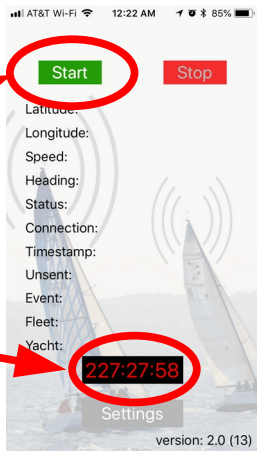 AT&T Wi-Fi 12:22 AM 85%
Start Stop
Latitude:
Longitude:
Speed:
Heading:
Status:
Connection:
Timestamp:
Unsent:
Event:
Fleet:
Yacht:
227:27:58
Settings
version: 2.0 (13)